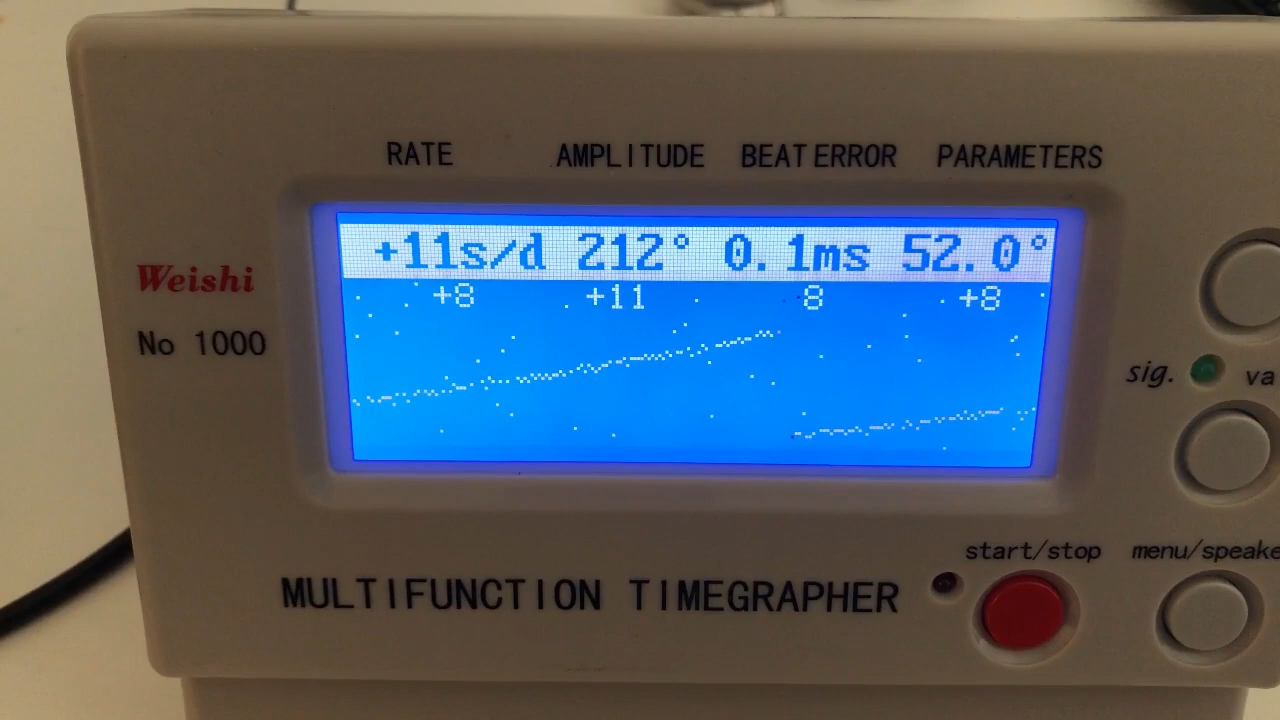 RATE AMPLITUDE BEAT ERROR PARAMETERS
+11s/d 212° 0.1ms 52.0°
+8 +11 8 +8
Weishi
No 1000
sig.
start/stop
MULTIFUNCTION TIMEGRAPHER